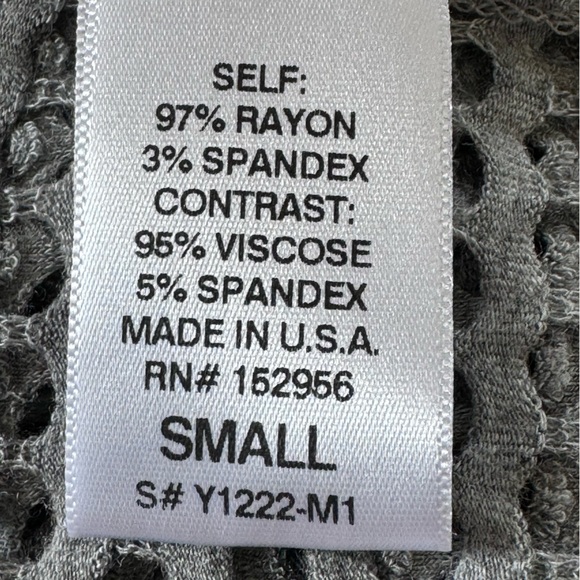 SELF:
97% RAYON
3% SPANDEX
CONTRAST:
95% VISCOSE
5% SPANDEX
MADE IN U.S.A.
RN# 152956
SMALL
S# Y1222-M1